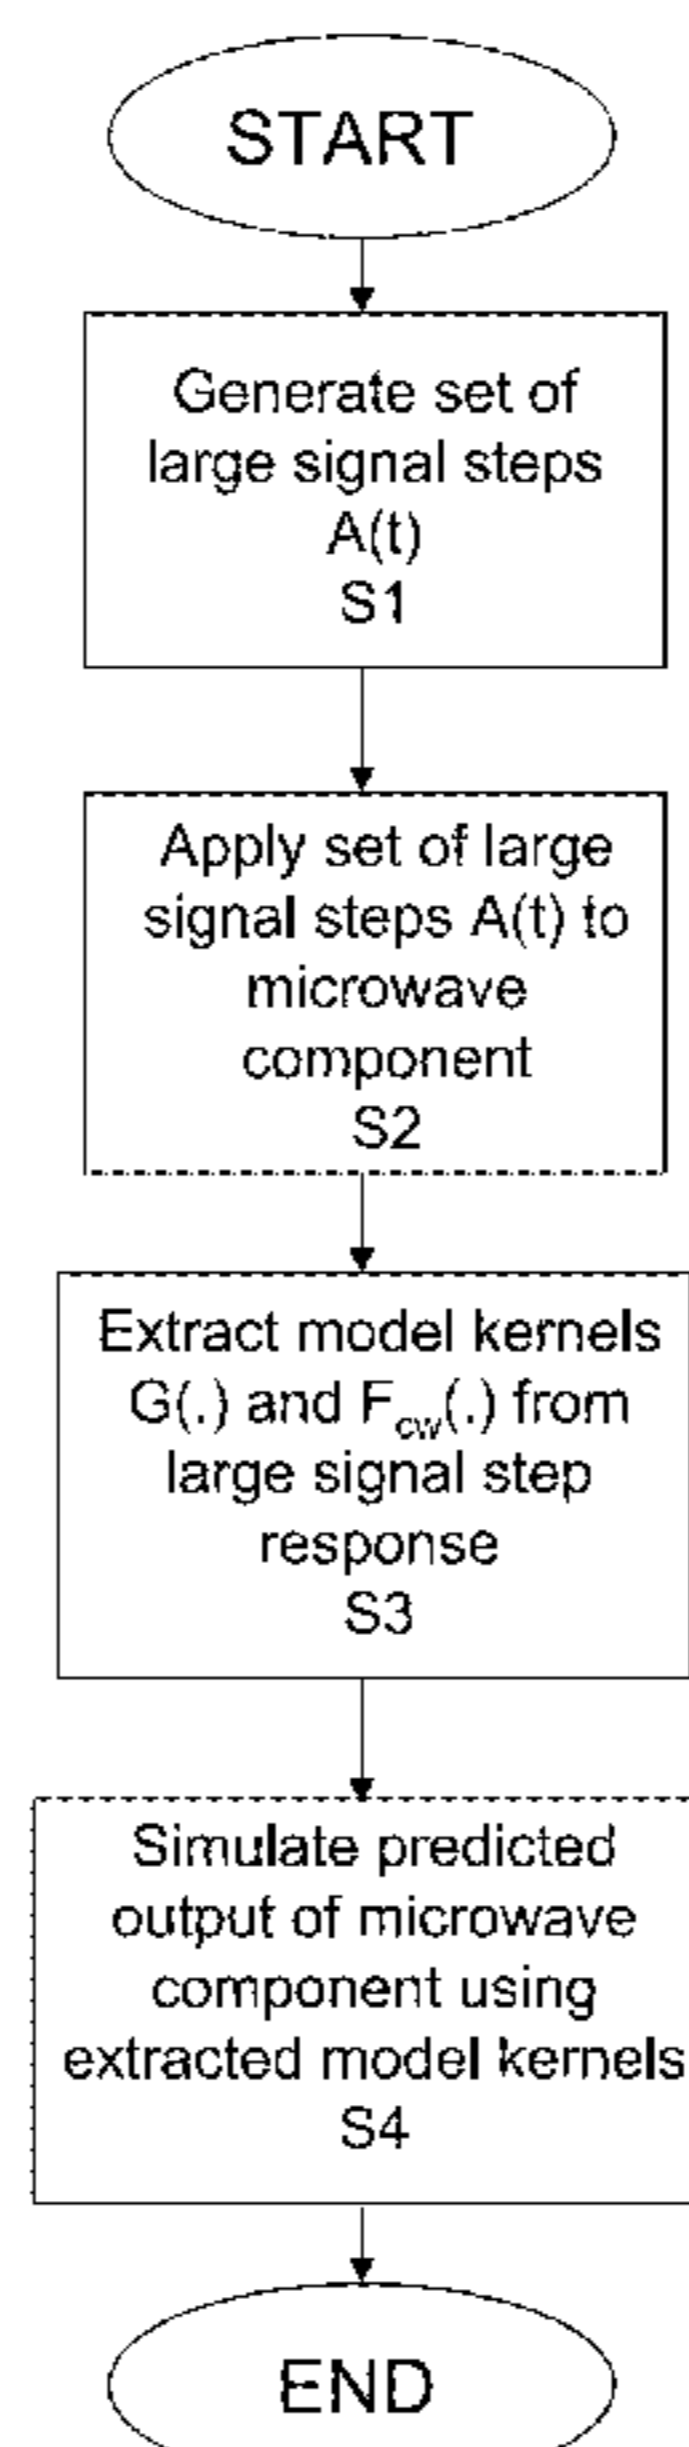 START
Generate set of
large signal steps
A(t)
S1
Apply set of large
signal steps A(t) to
microwave
component
S2
Extract model kernels
G(.) and Fcw(.) from
large signal step
response
S3
Simulate predicted
output of microwave
component using
extracted model kernels
S4
END